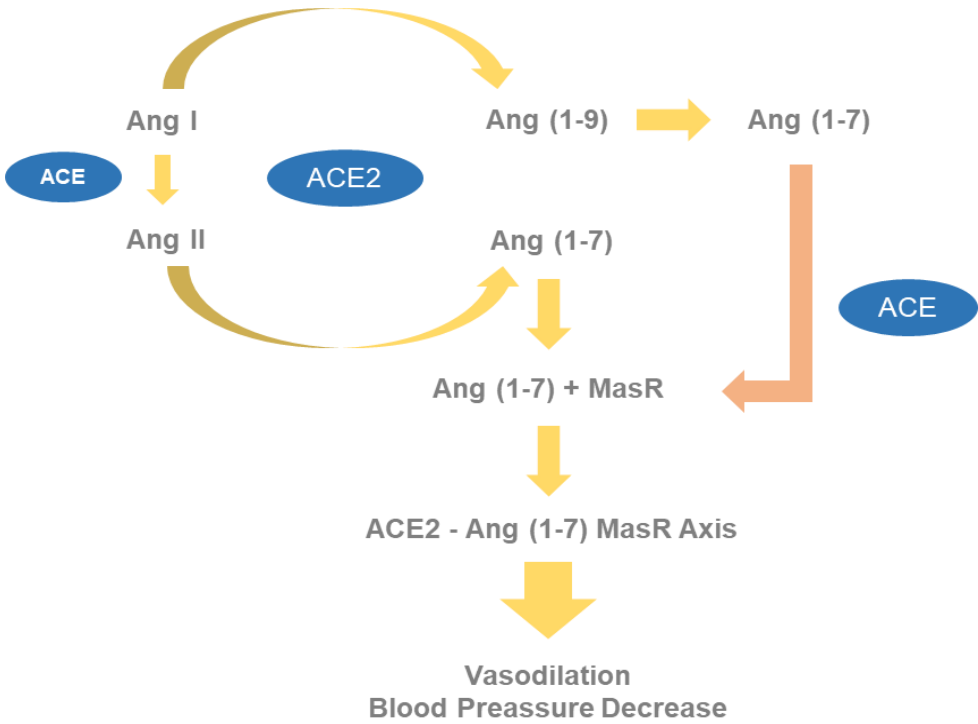 Ang I
Ang (1-9)
Ang (1-7)
ACE
ACE2
Ang II
Ang (1-7)
ACE
Ang (1-7) + MasR
ACE2 - Ang (1-7) MasR Axis
Vasodilation
Blood Preassure Decrease